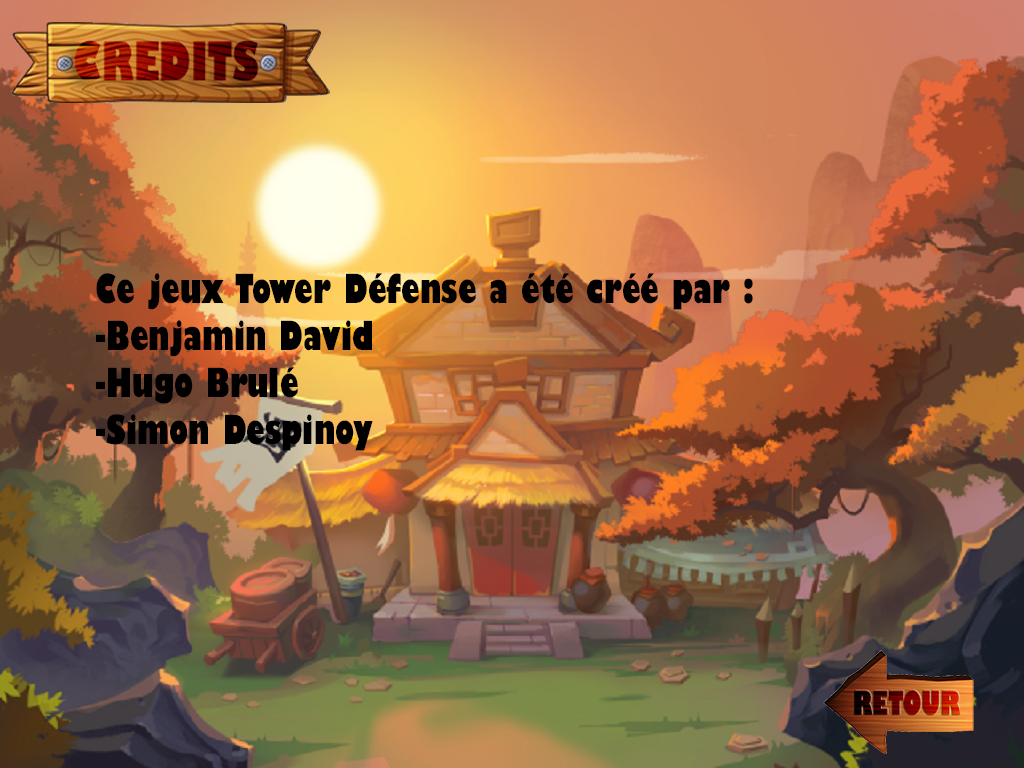 CREDITS
Ce jeux Tower Défense a été créé par :
-Benjamin David
-Hugo Brulé
-Simon Despinoy
RETOUR